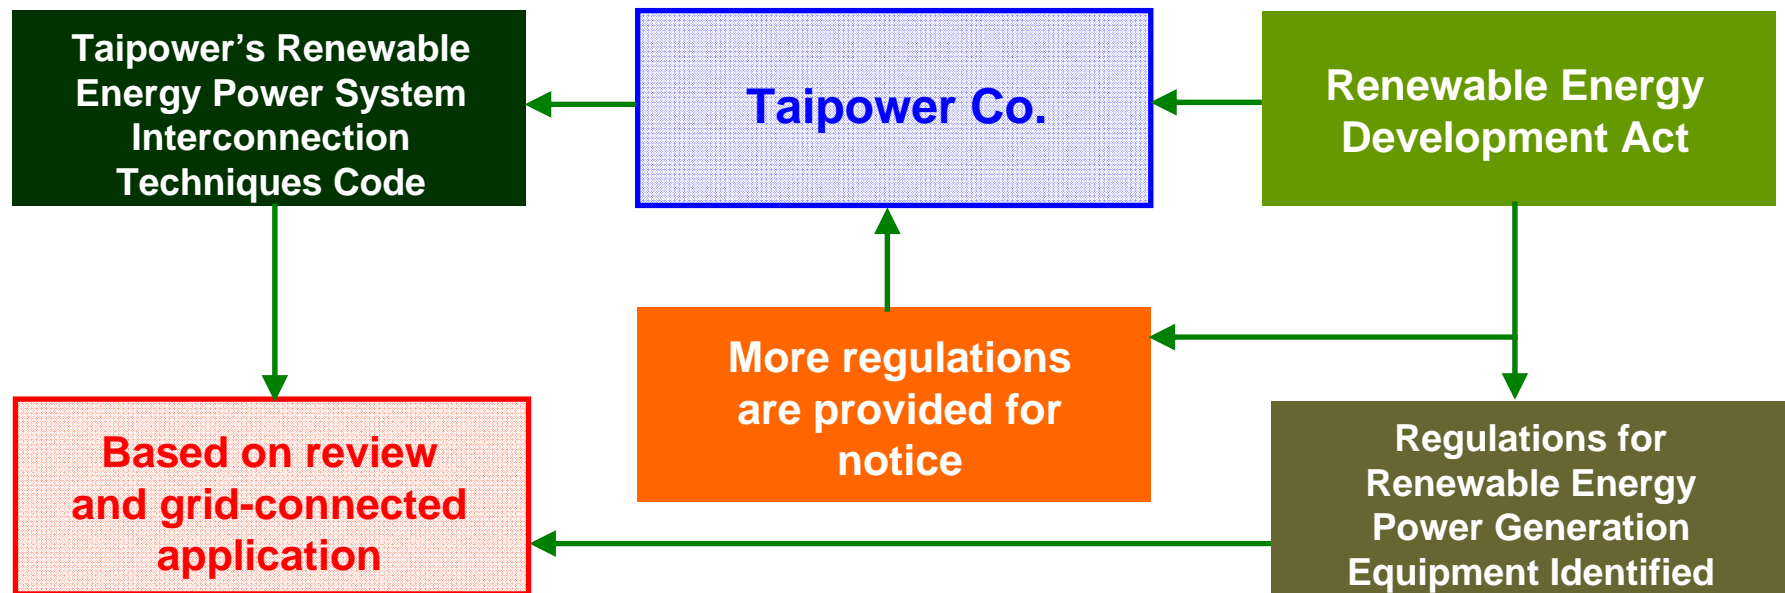 Taipower’s Renewable
Energy Power System
Interconnection
Techniques Code
Taipower Co.
Renewable Energy
Development Act
More regulations
are provided for
notice
Based on review
and grid-connected
application
Regulations for
Renewable Energy
Power Generation
Equipment Identified